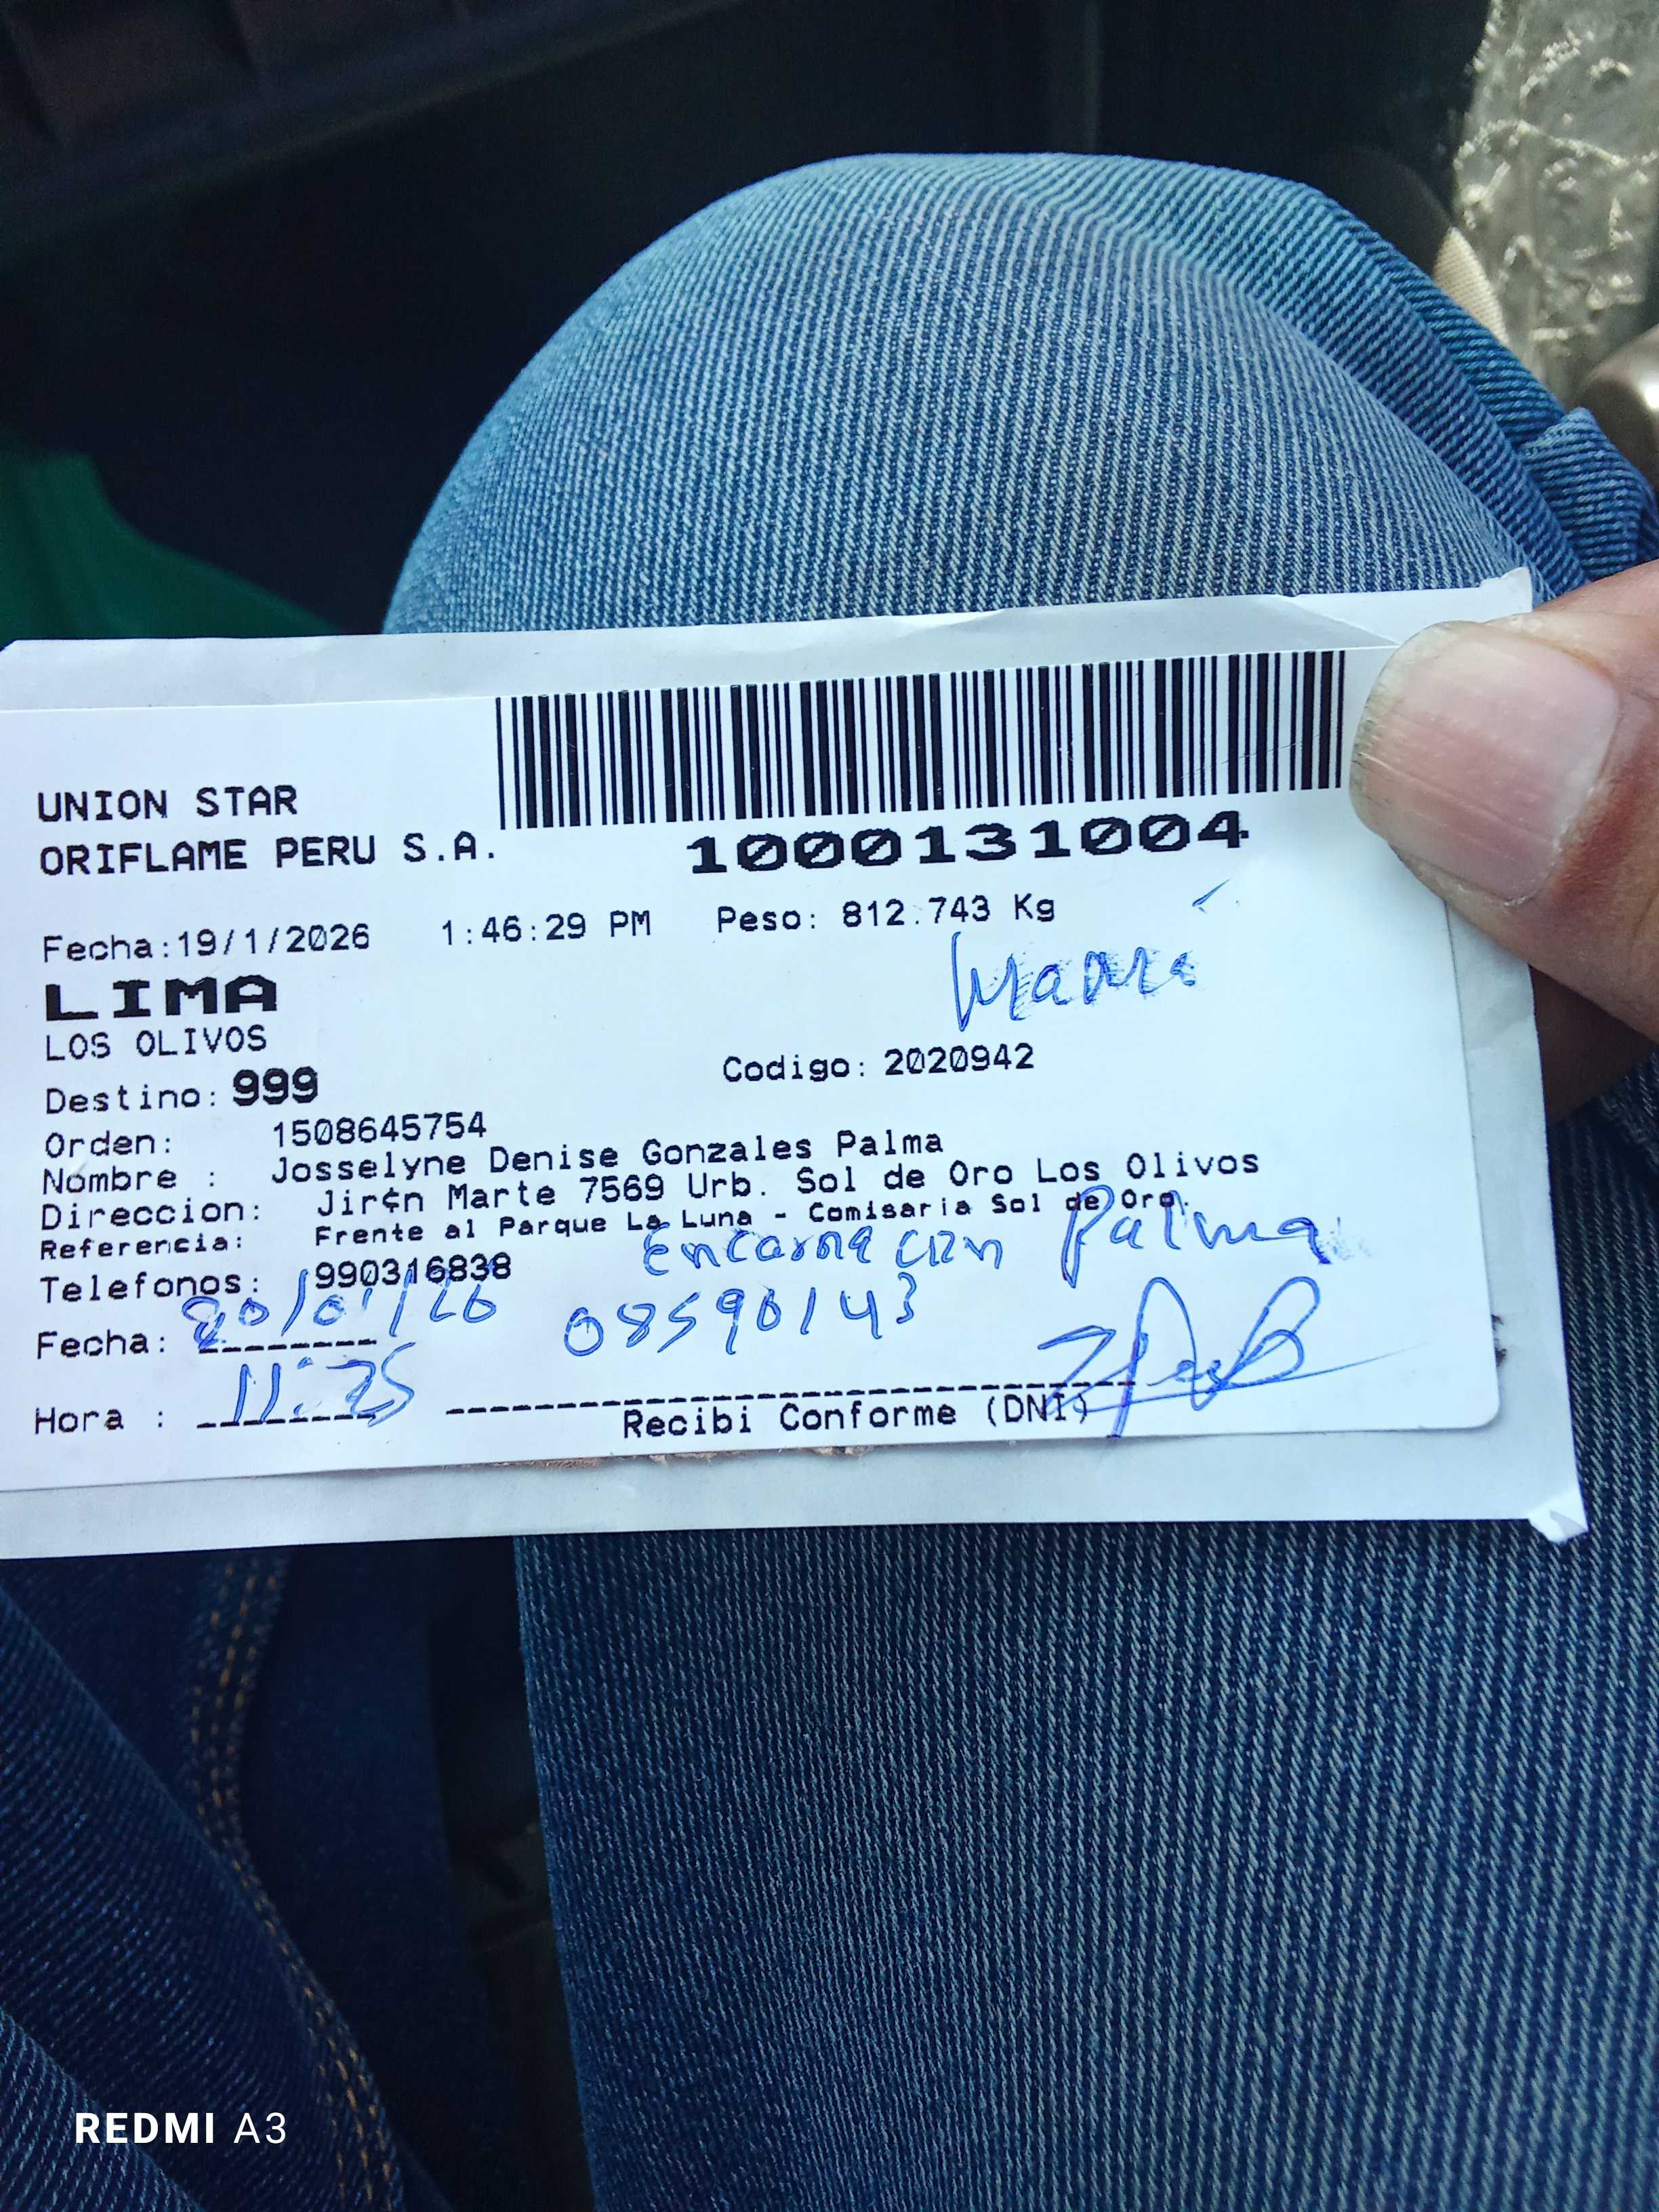 UNION STAR
ORIFLAME PERU S.A.
1000131004
Fecha:19/1/2026 1:46:29 PM Peso: 812.743 Kg
LIMA
LOS OLIVOS
Destino: 999 Codigo: 2020942
Orden: 1508645754
Nombre : Josselyne Denise Gonzales Palma
Direccion: Jir¢n Marte 7569 Urb. Sol de Oro Los Olivos
Referencia: Frente al Parque La Luna - Comisaria Sol de Oro.
Encarnacion Palma
Telefonos: 990316838
Fecha: 20/01/26 08590143
Hora :
Recibi Conforme (DNI)
REDMI A3